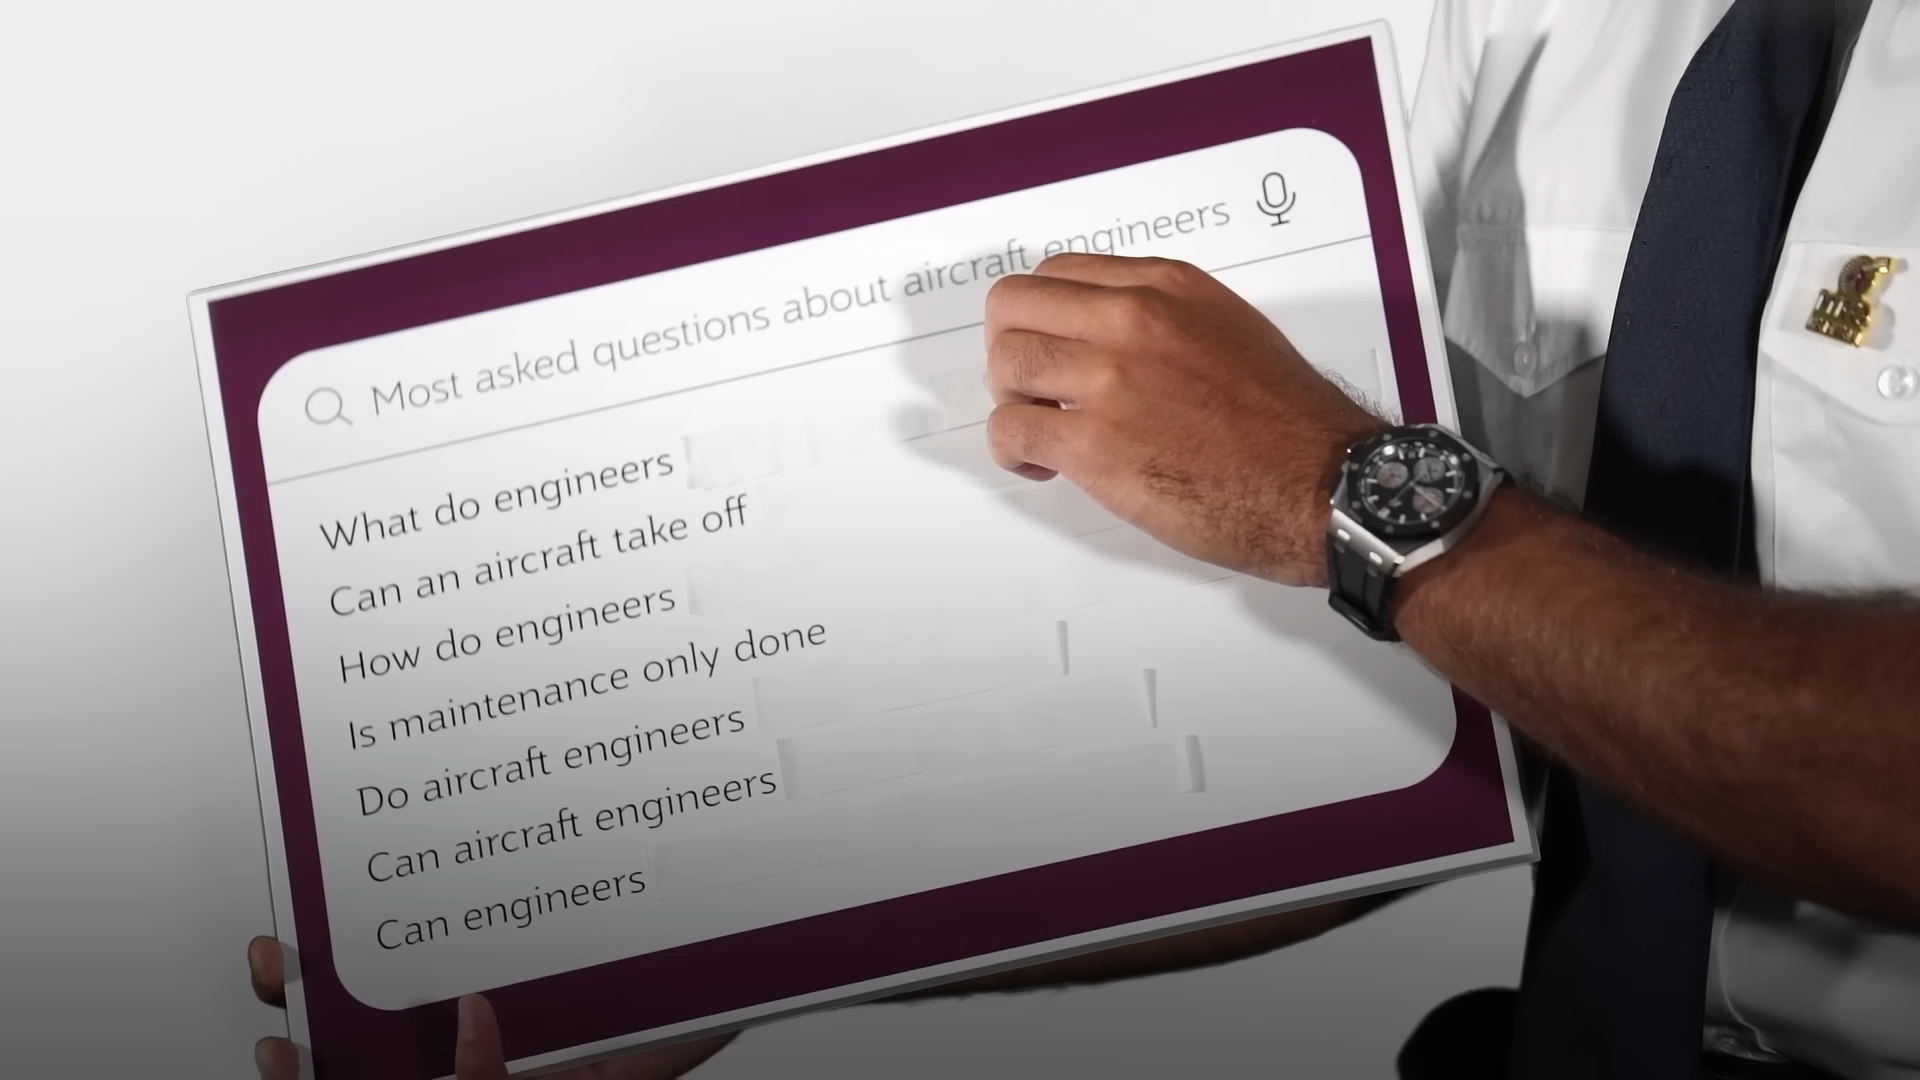 Most asked questions about aircraft engineers
What do engineers
Can an aircraft take off
How do engineers
Is maintenance only done
Do aircraft engineers
Can aircraft engineers
Can engineers